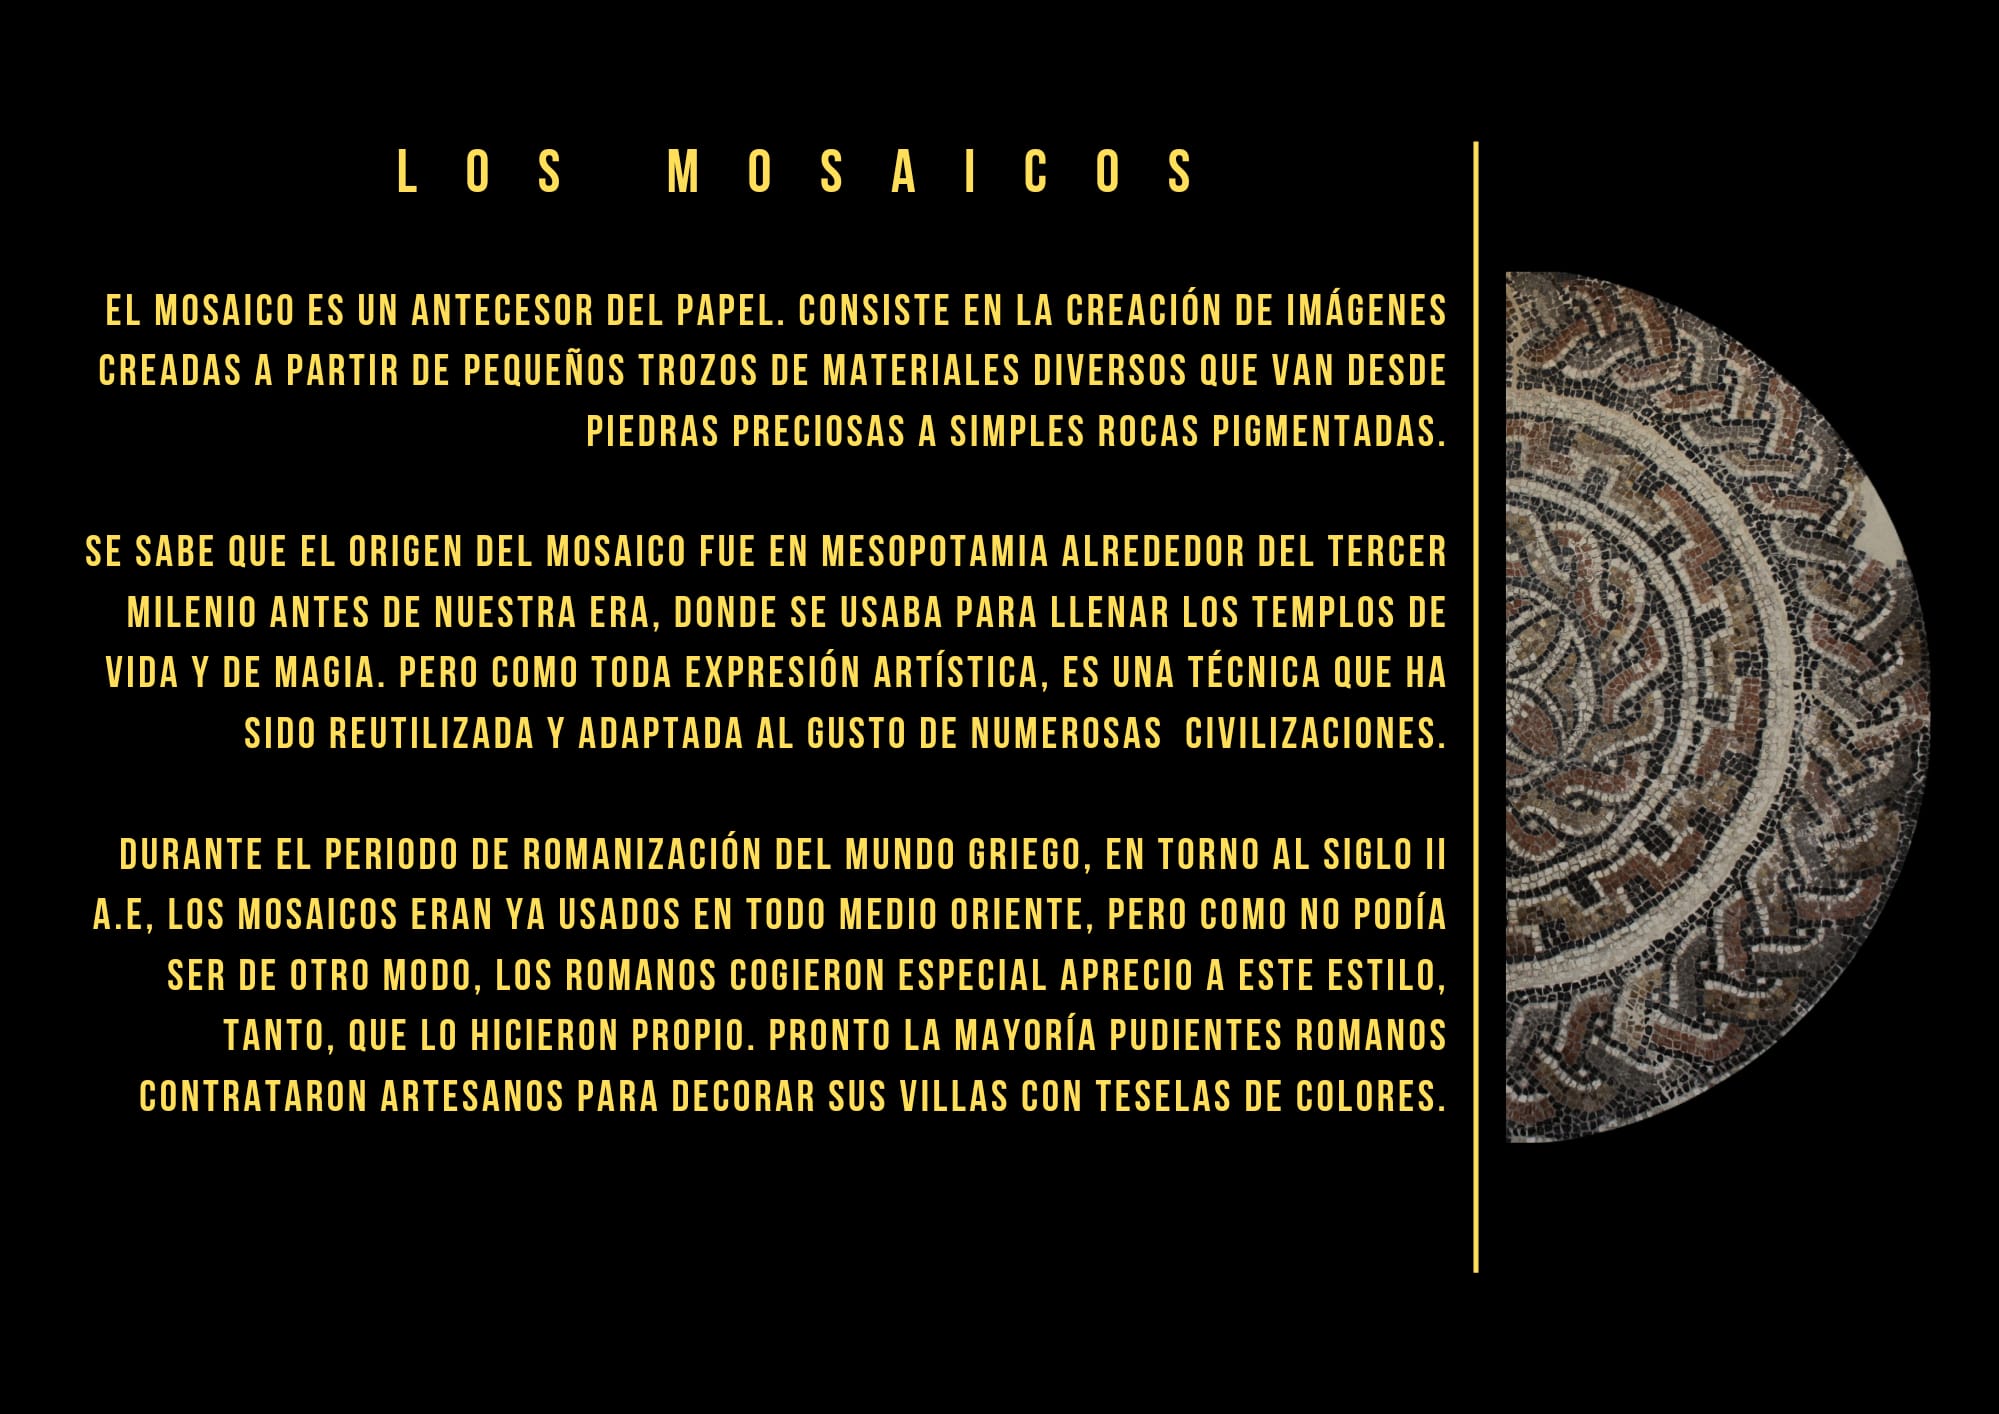 LOS MOSAICOS
EL MOSAICO ES UN ANTECESOR DEL PAPEL. CONSISTE EN LA CREACIÓN DE IMÁGENES
CREADAS A PARTIR DE PEQUEÑOS TROZOS DE MATERIALES DIVERSOS QUE VAN DESDE
PIEDRAS PRECIOSAS A SIMPLES ROCAS PIGMENTADAS.
SE SABE QUE EL ORIGEN DEL MOSAICO FUE EN MESOPOTAMIA ALREDEDOR DEL TERCER
MILENIO ANTES DE NUESTRA ERA, DONDE SE USABA PARA LLENAR LOS TEMPLOS DE
VIDA Y DE MAGIA. PERO COMO TODA EXPRESIÓN ARTÍSTICA, ES UNA TÉCNICA QUE HA
SIDO REUTILIZADA Y ADAPTADA AL GUSTO DE NUMEROSAS CIVILIZACIONES.
DURANTE EL PERIODO DE ROMANIZACIÓN DEL MUNDO GRIEGO, EN TORNO AL SIGLO II
A.E, LOS MOSAICOS ERAN YA USADOS EN TODO MEDIO ORIENTE, PERO COMO NO PODÍA
SER DE OTRO MODO, LOS ROMANOS COGIERON ESPECIAL APRECIO A ESTE ESTILO,
TANTO, QUE LO HICIERON PROPIO. PRONTO LA MAYORÍA PUDIENTES ROMANOS
CONTRATARON ARTESANOS PARA DECORAR SUS VILLAS CON TESELAS DE COLORES.